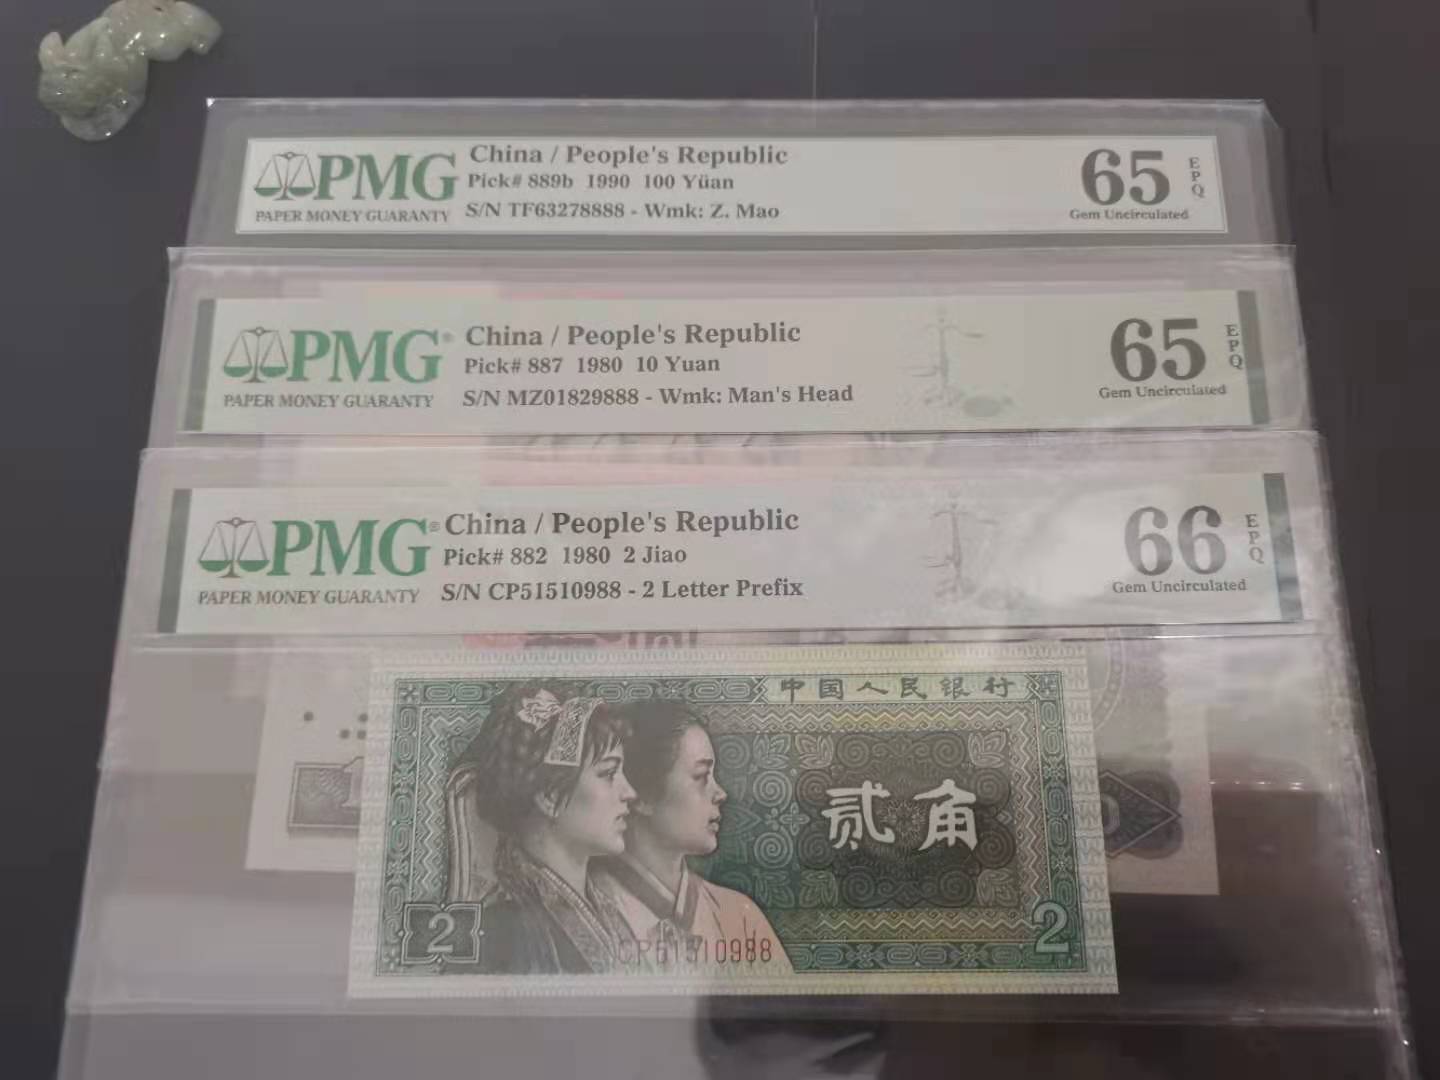 PMG
PAPER MONEY GUARANTY
China / People's Republic
Pick# 889b 1990 100 Yüan
S/N TF63278888 - Wmk: Z. Mao
65 EPQ
Gem Uncirculated
PMG®
PAPER MONEY GUARANTY
China / People's Republic
Pick# 887 1980 10 Yuan
S/N MZ01829888 - Wmk: Man's Head
65 EPQ
Gem Uncirculated
PMG®
PAPER MONEY GUARANTY
China / People's Republic
Pick# 882 1980 2 Jiao
S/N CP51510988 - 2 Letter Prefix
66 EPQ
Gem Uncirculated
中国人民银行
贰角
2
2
CP51510988